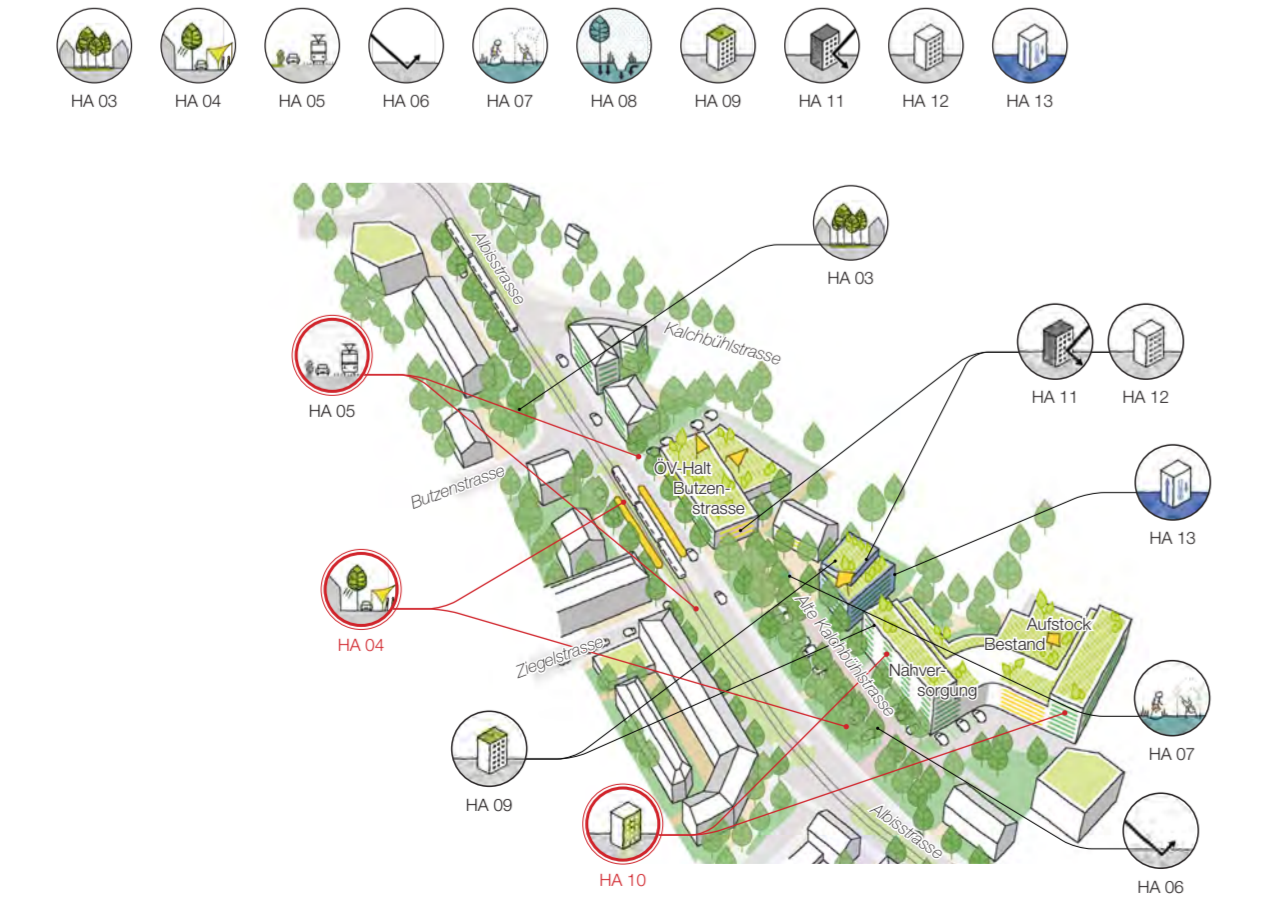 HA 03 HA 04 HA 05 HA 06 HA 07 HA 08 HA 09 HA 11 HA 12 HA 13
Albisstrasse
HA 03
Kalchbühlstrasse
HA 05
HA 11 HA 12
Butzenstrasse
ÖV-Halt
Butzen-
strasse
HA 13
HA 04
Ziegelstrasse
Alte Kalchbühlstrasse
Aufstock
Bestand
Nahver-
sorgung
HA 07
HA 09
Albisstrasse
HA 10
HA 06